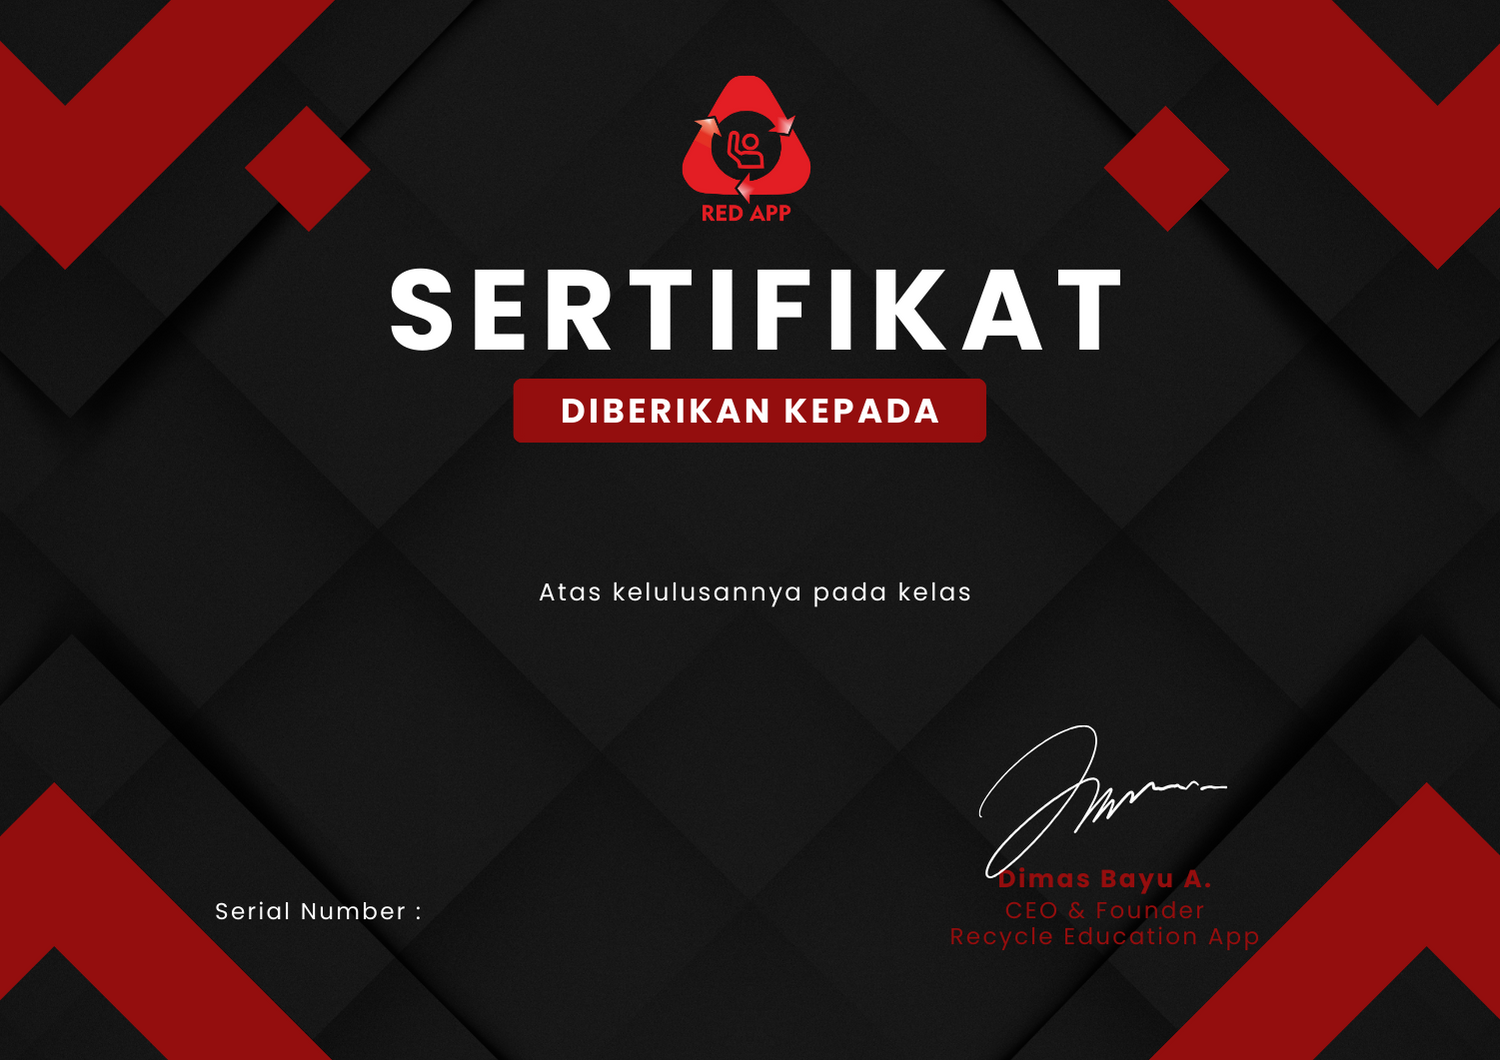 RED APP
SERTIFIKAT
DIBERIKAN KEPADA
Atas kelulusannya pada kelas
Dimas Bayu A.
CEO & Founder
Recycle Education App
Serial Number :